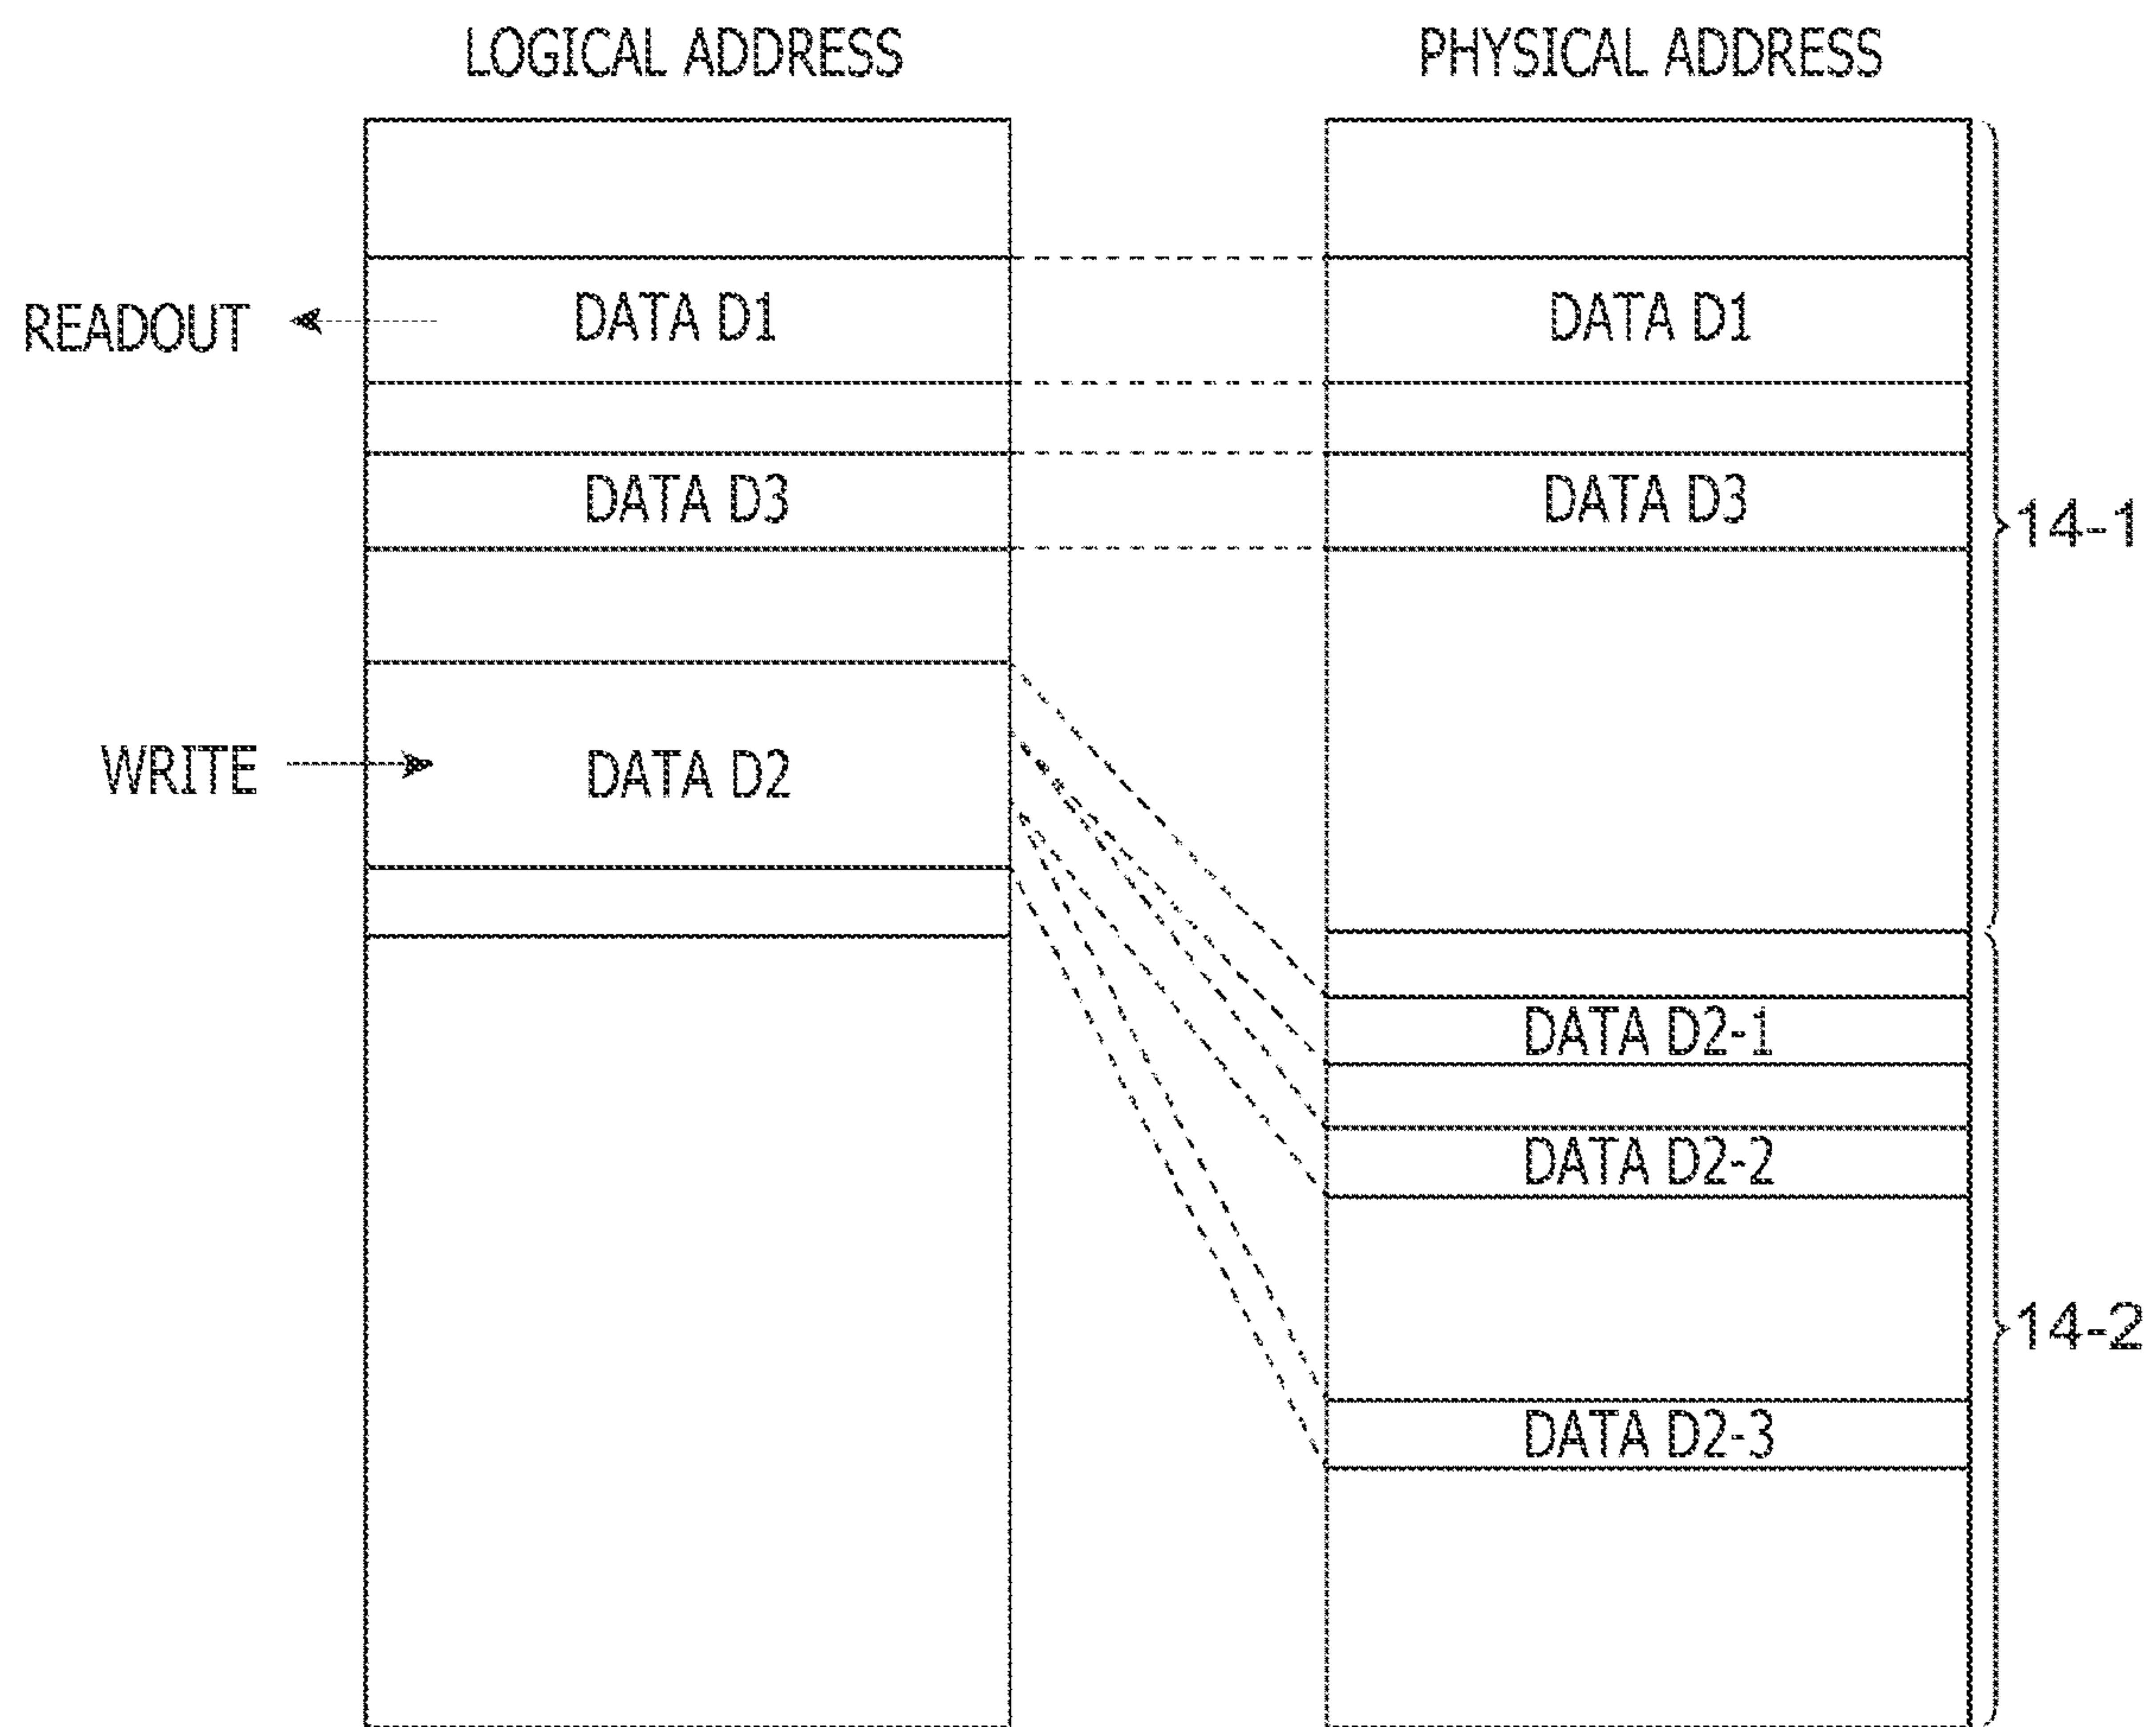 LOGICAL ADDRESS
PHYSICAL ADDRESS
READOUT
DATA D1
DATA D1
DATA D3
DATA D3
14-1
WRITE
DATA D2
DATA D2-1
DATA D2-2
14-2
DATA D2-3